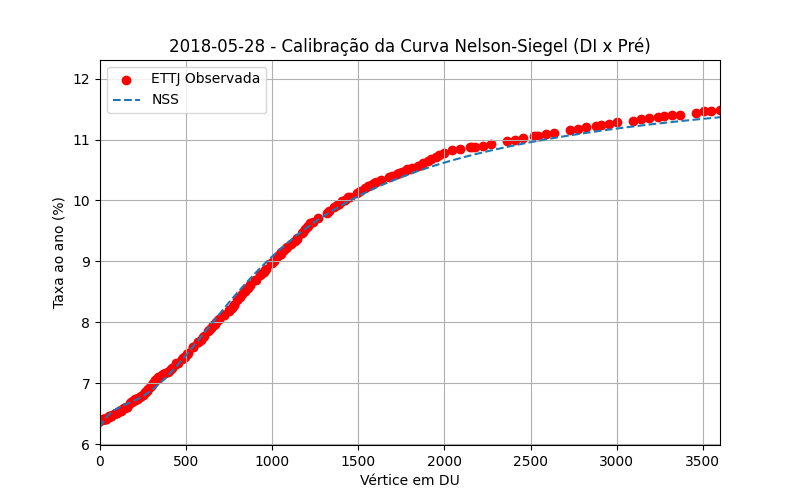 2018-05-28 - Calibração da Curva Nelson-Siegel (DI x Pré)
ETTJ Observada
NSS
Taxa ao ano (%)
12
11
10
9
8
7
6
0 500 1000 1500 2000 2500 3000 3500
Vértice em DU